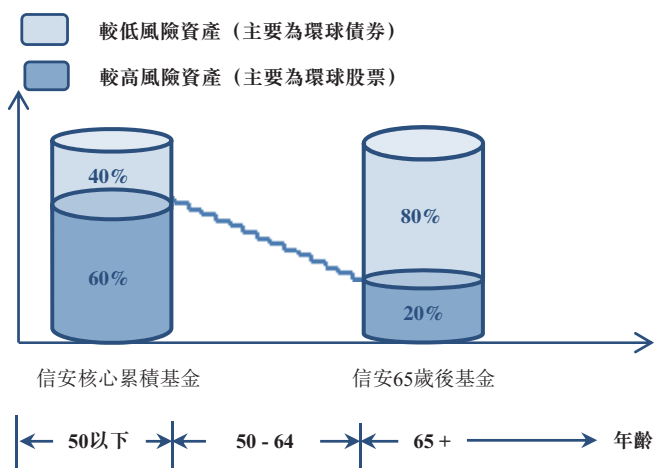 較低風險資產（主要為環球債券）
較高風險資產（主要為環球股票）
40%
60%
80%
20%
信安核心累積基金
信安65歲後基金
50以下
50 - 64
65 +
年齡